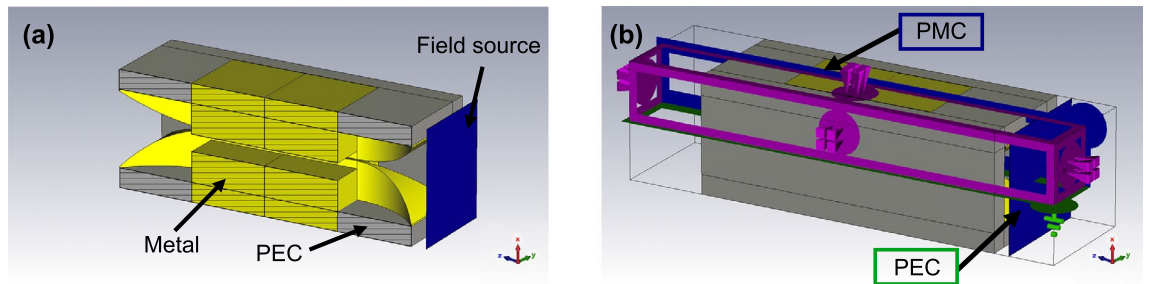 (a)
Field source
Metal
PEC
x
z
y
(b)
PMC
PEC
x
z
y